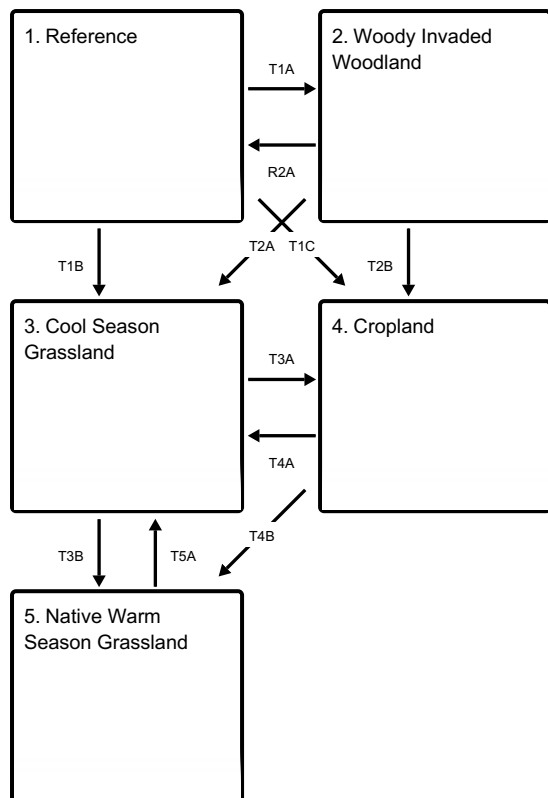 1. Reference
2. Woody Invaded
Woodland
T1A
R2A
T1B
T2A
T1C
T2B
3. Cool Season
Grassland
4. Cropland
T3A
T4A
T3B
T5A
T4B
5. Native Warm
Season Grassland